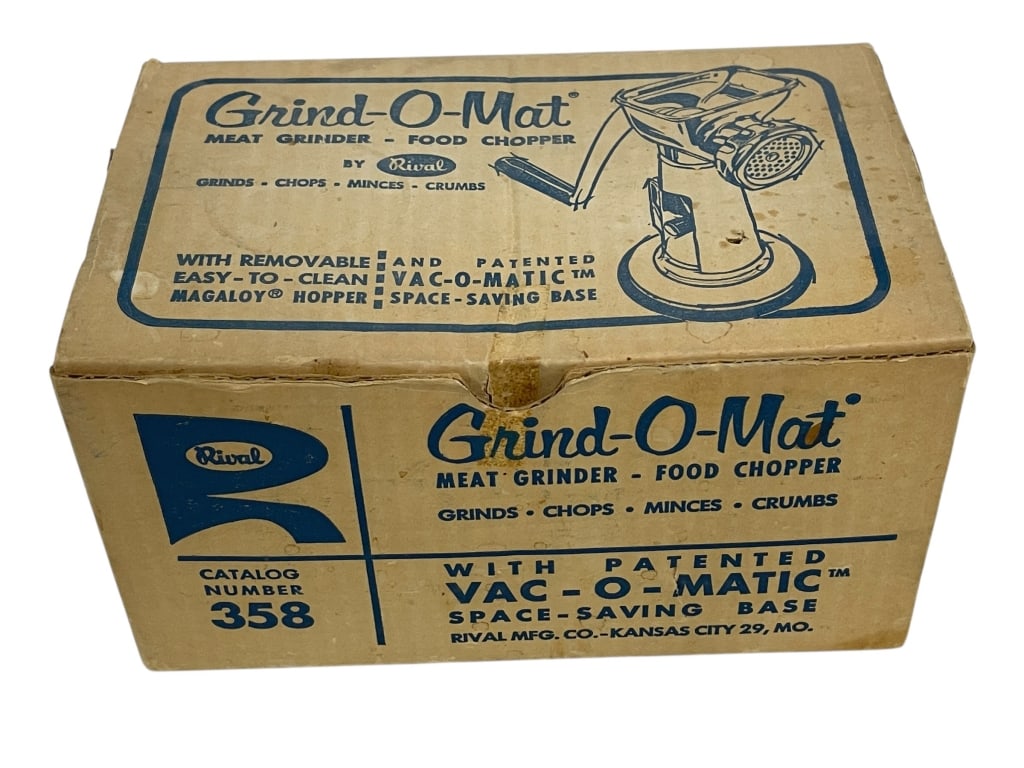 Grind-O-Mat®
MEAT GRINDER - FOOD CHOPPER
BY Rival
GRINDS • CHOPS • MINCES • CRUMBS
WITH REMOVABLE
EASY-TO-CLEAN
MAGALOY® HOPPER
AND PATENTED
VAC-O-MATIC™
SPACE-SAVING BASE
Rival
CATALOG
NUMBER
358
Grind-O-Mat®
MEAT GRINDER - FOOD CHOPPER
GRINDS • CHOPS • MINCES • CRUMBS
WITH PATENTED
VAC-O-MATIC™
SPACE-SAVING BASE
RIVAL MFG. CO.-KANSAS CITY 29, MO.